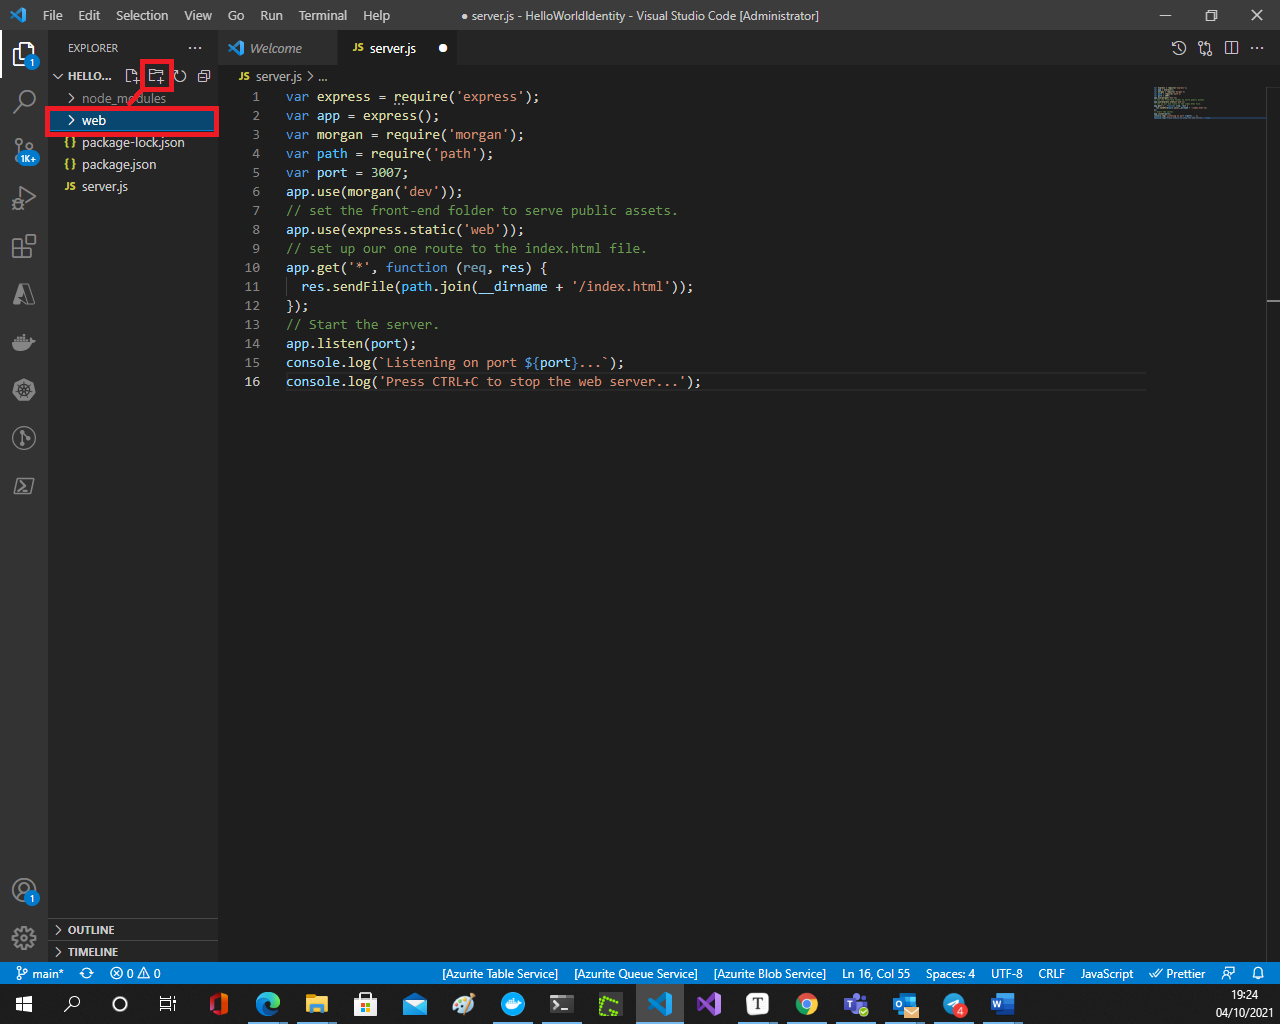 File Edit Selection View Go Run Terminal Help
● server.js - HelloWorldIdentity - Visual Studio Code [Administrator]
EXPLORER
HELLO...
node_modules
web
package-lock.json
package.json
JS server.js
OUTLINE
TIMELINE
Welcome
JS server.js
JS server.js > ...
1 var express = require('express');
2 var app = express();
3 var morgan = require('morgan');
4 var path = require('path');
5 var port = 3007;
6 app.use(morgan('dev'));
7 // set the front-end folder to serve public assets.
8 app.use(express.static('web'));
9 // set up our one route to the index.html file.
10 app.get('*', function (req, res) {
11 res.sendFile(path.join(__dirname + '/index.html'));
12 });
13 // Start the server.
14 app.listen(port);
15 console.log(`Listening on port ${port}...`);
16 console.log('Press CTRL+C to stop the web server...');
1
1K+
1
main* 0 0 [Azurite Table Service] [Azurite Queue Service] [Azurite Blob Service] Ln 16, Col 55 Spaces: 4 UTF-8 CRLF JavaScript Prettier
4
19:24
04/10/2021